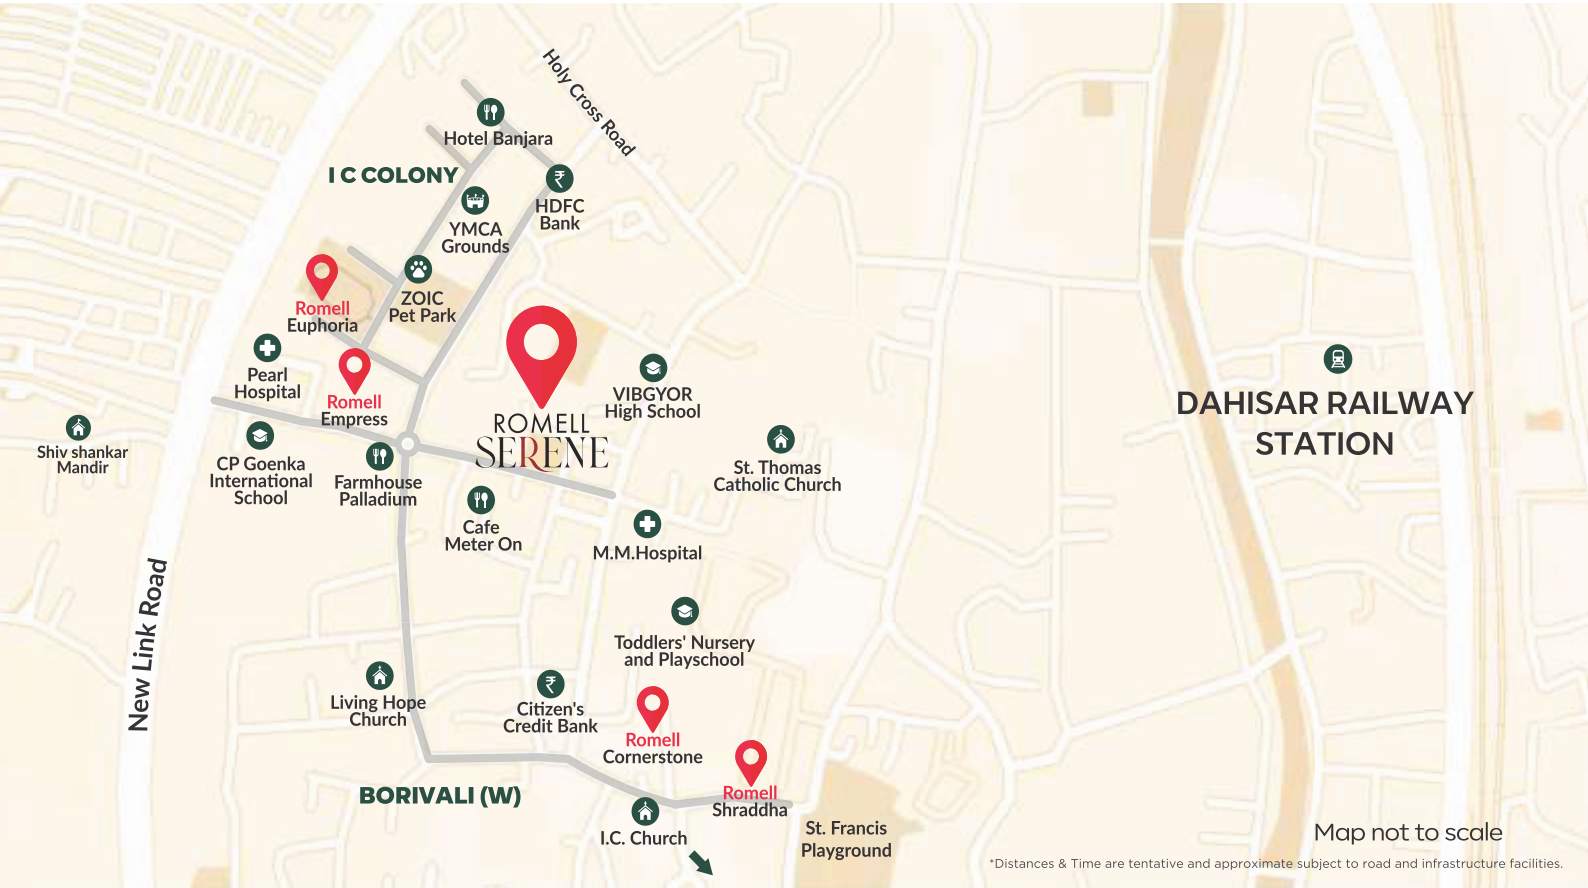 Holy Cross Road
Hotel Banjara
I C COLONY
HDFC
Bank
YMCA
Grounds
ZOIC
Pet Park
Romell
Euphoria
Pearl
Hospital
Romell
Empress
ROMELL
SERENE
VIBGYOR
High School
DAHISAR RAILWAY
STATION
Shiv shankar
Mandir
CP Goenka
International
School
Farmhouse
Palladium
St. Thomas
Catholic Church
Cafe
Meter On
M.M.Hospital
New Link Road
Toddlers' Nursery
and Playschool
Living Hope
Church
Citizen's
Credit Bank
Romell
Cornerstone
Romell
Shraddha
BORIVALI (W)
I.C. Church
St. Francis
Playground
Map not to scale
*Distances & Time are tentative and approximate subject to road and infrastructure facilities.